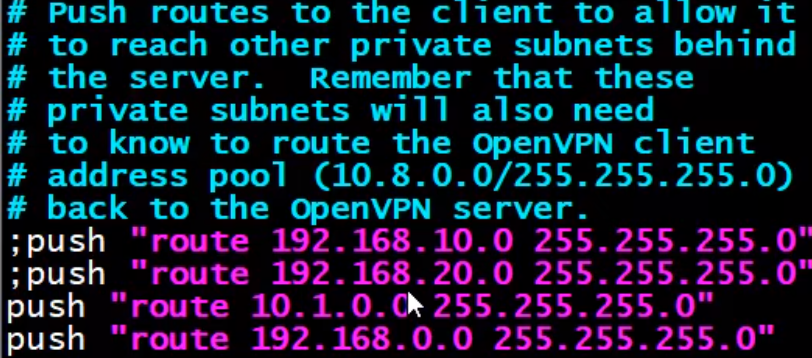 # Push routes to the client to allow it
# to reach other private subnets behind
# the server.  Remember that these
# private subnets will also need
# to know to route the OpenVPN client
# address pool (10.8.0.0/255.255.255.0)
# back to the OpenVPN server.
;push "route 192.168.10.0 255.255.255.0"
;push "route 192.168.20.0 255.255.255.0"
push "route 10.1.0.0 255.255.255.0"
push "route 192.168.0.0 255.255.255.0"